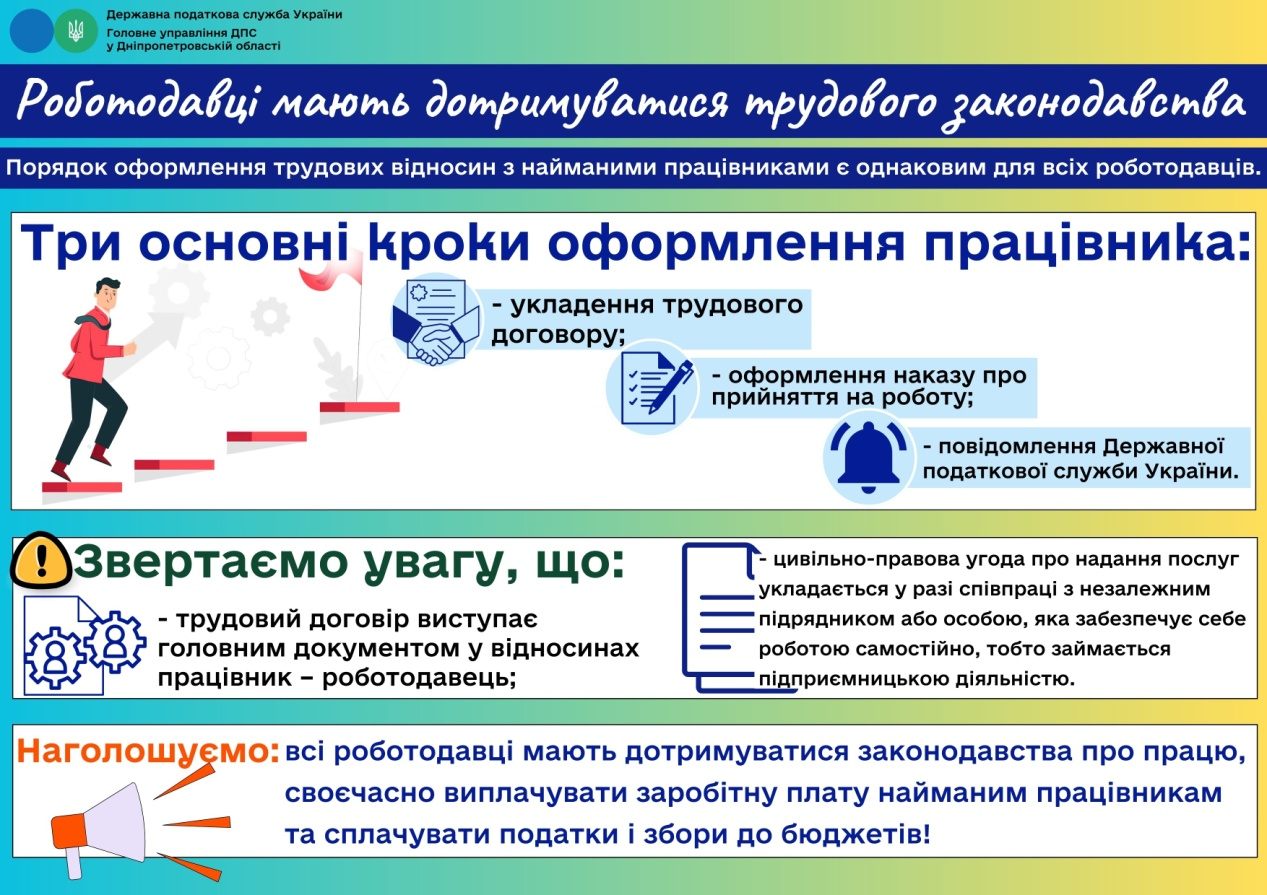 Державна податкова служба України
Головне управління ДПС
у Дніпропетровській області
Роботодавці мають дотримуватися трудового законодавства
Порядок оформлення трудових відносин з найманими працівниками є однаковим для всіх роботодавців.
Три основні кроки оформлення працівника:
- укладення трудового
договору;
- оформлення наказу про
прийняття на роботу;
- повідомлення Державної
податкової служби України.
Звертаємо увагу, що:
- трудовий договір виступає
головним документом у відносинах
працівник – роботодавець;
- цивільно-правова угода про надання послуг
укладається у разі співпраці з незалежним
підрядником або особою, яка забезпечує себе
роботою самостійно, тобто займається
підприємницькою діяльністю.
Наголошуємо: всі роботодавці мають дотримуватися законодавства про працю,
своєчасно виплачувати заробітну плату найманим працівникам
та сплачувати податки і збори до бюджетів!